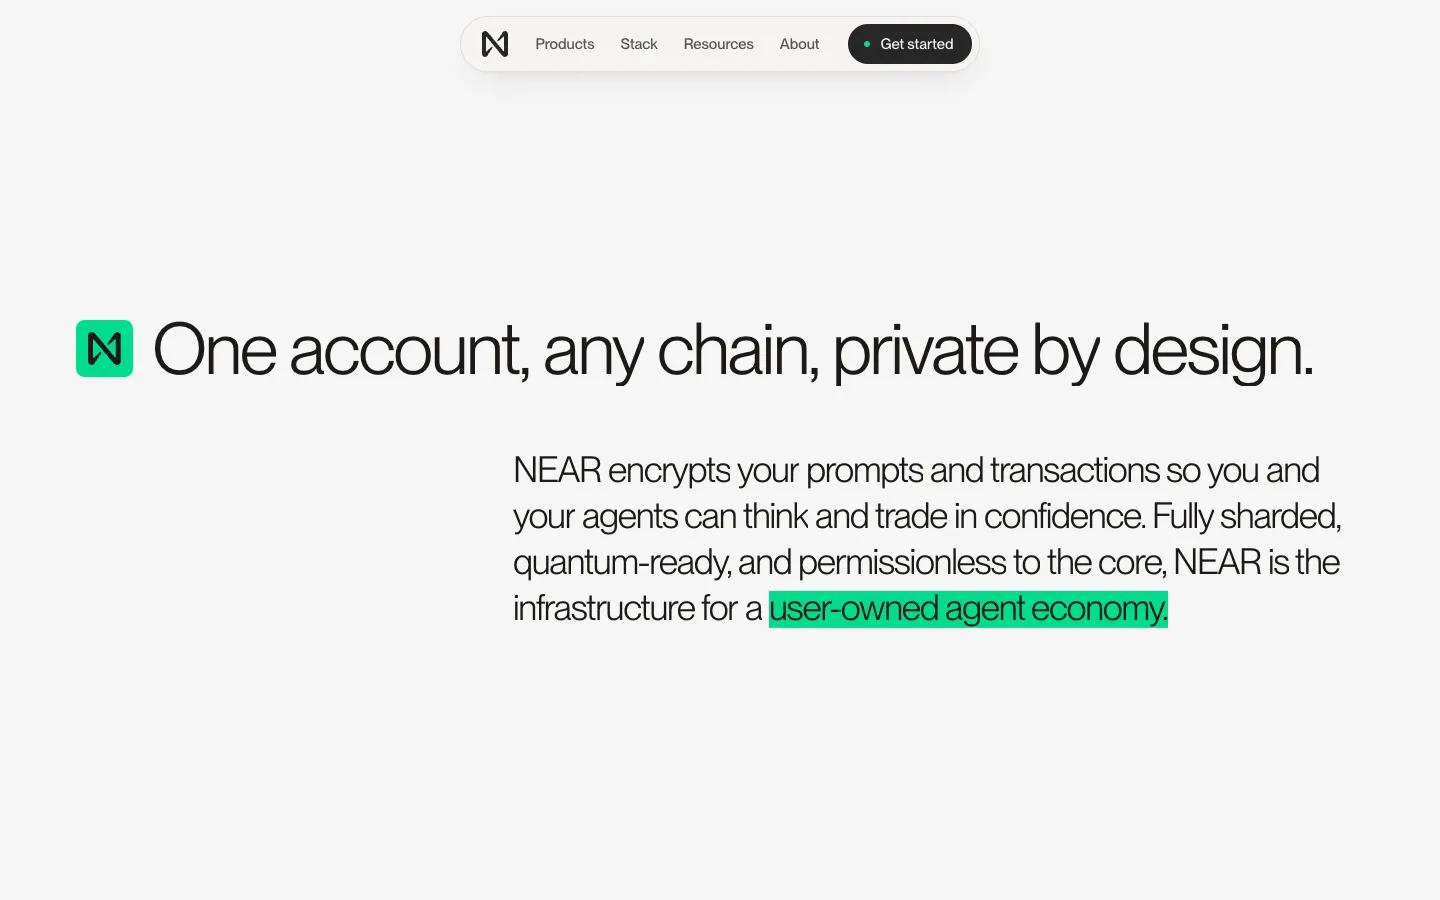 Products
Stack
Resources
About
Get started
One account, any chain, private by design.
NEAR encrypts your prompts and transactions so you and
your agents can think and trade in confidence. Fully sharded,
quantum-ready, and permissionless to the core, NEAR is the
infrastructure for a user-owned agent economy.